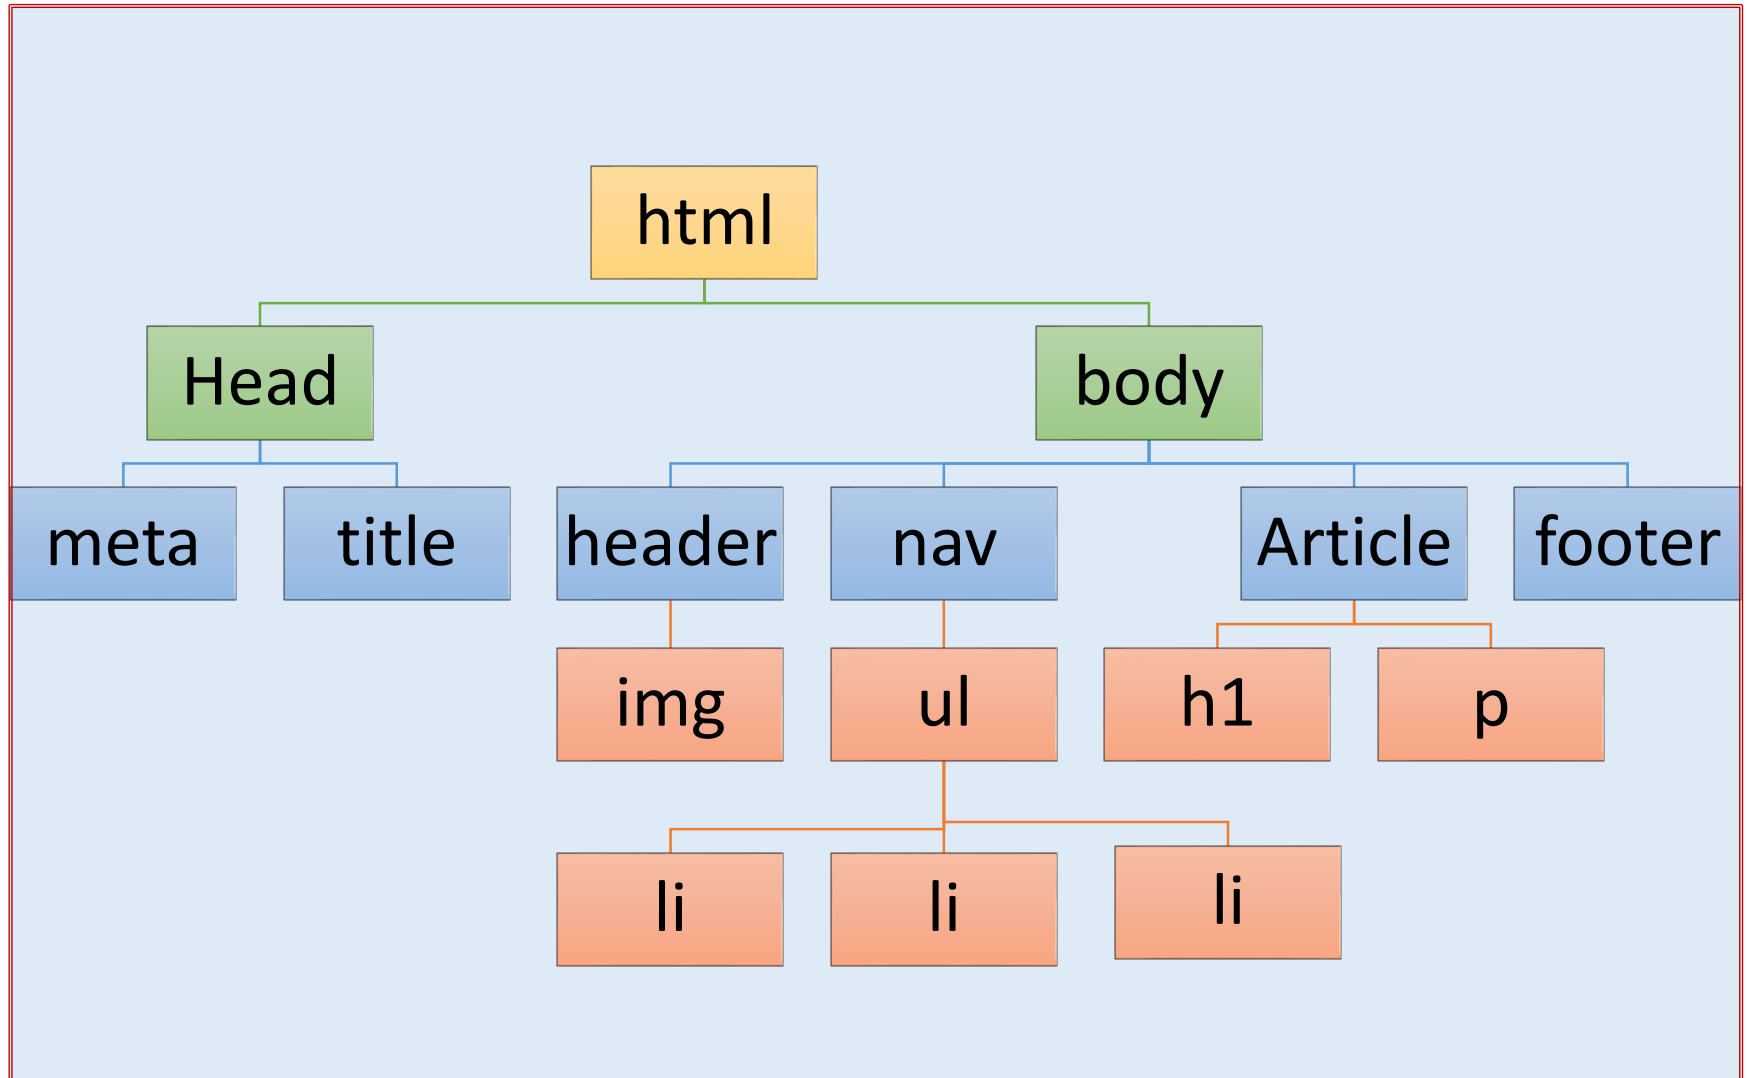 html
Head
body
meta
title
header
nav
Article
footer
img
ul
h1
p
li
li
li